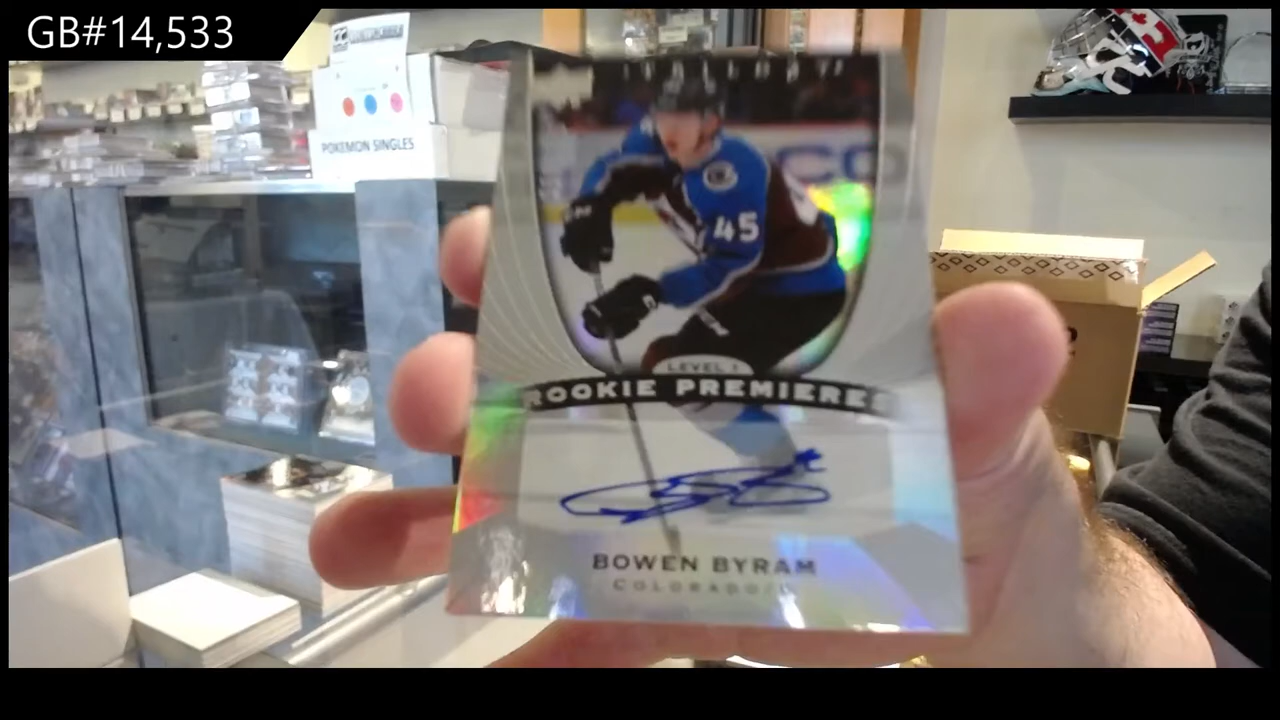 GB#14,533
POKEMON SINGLES
45
LEVEL 1
ROOKIE PREMIERES
BOWEN BYRAM
COLORADO/D